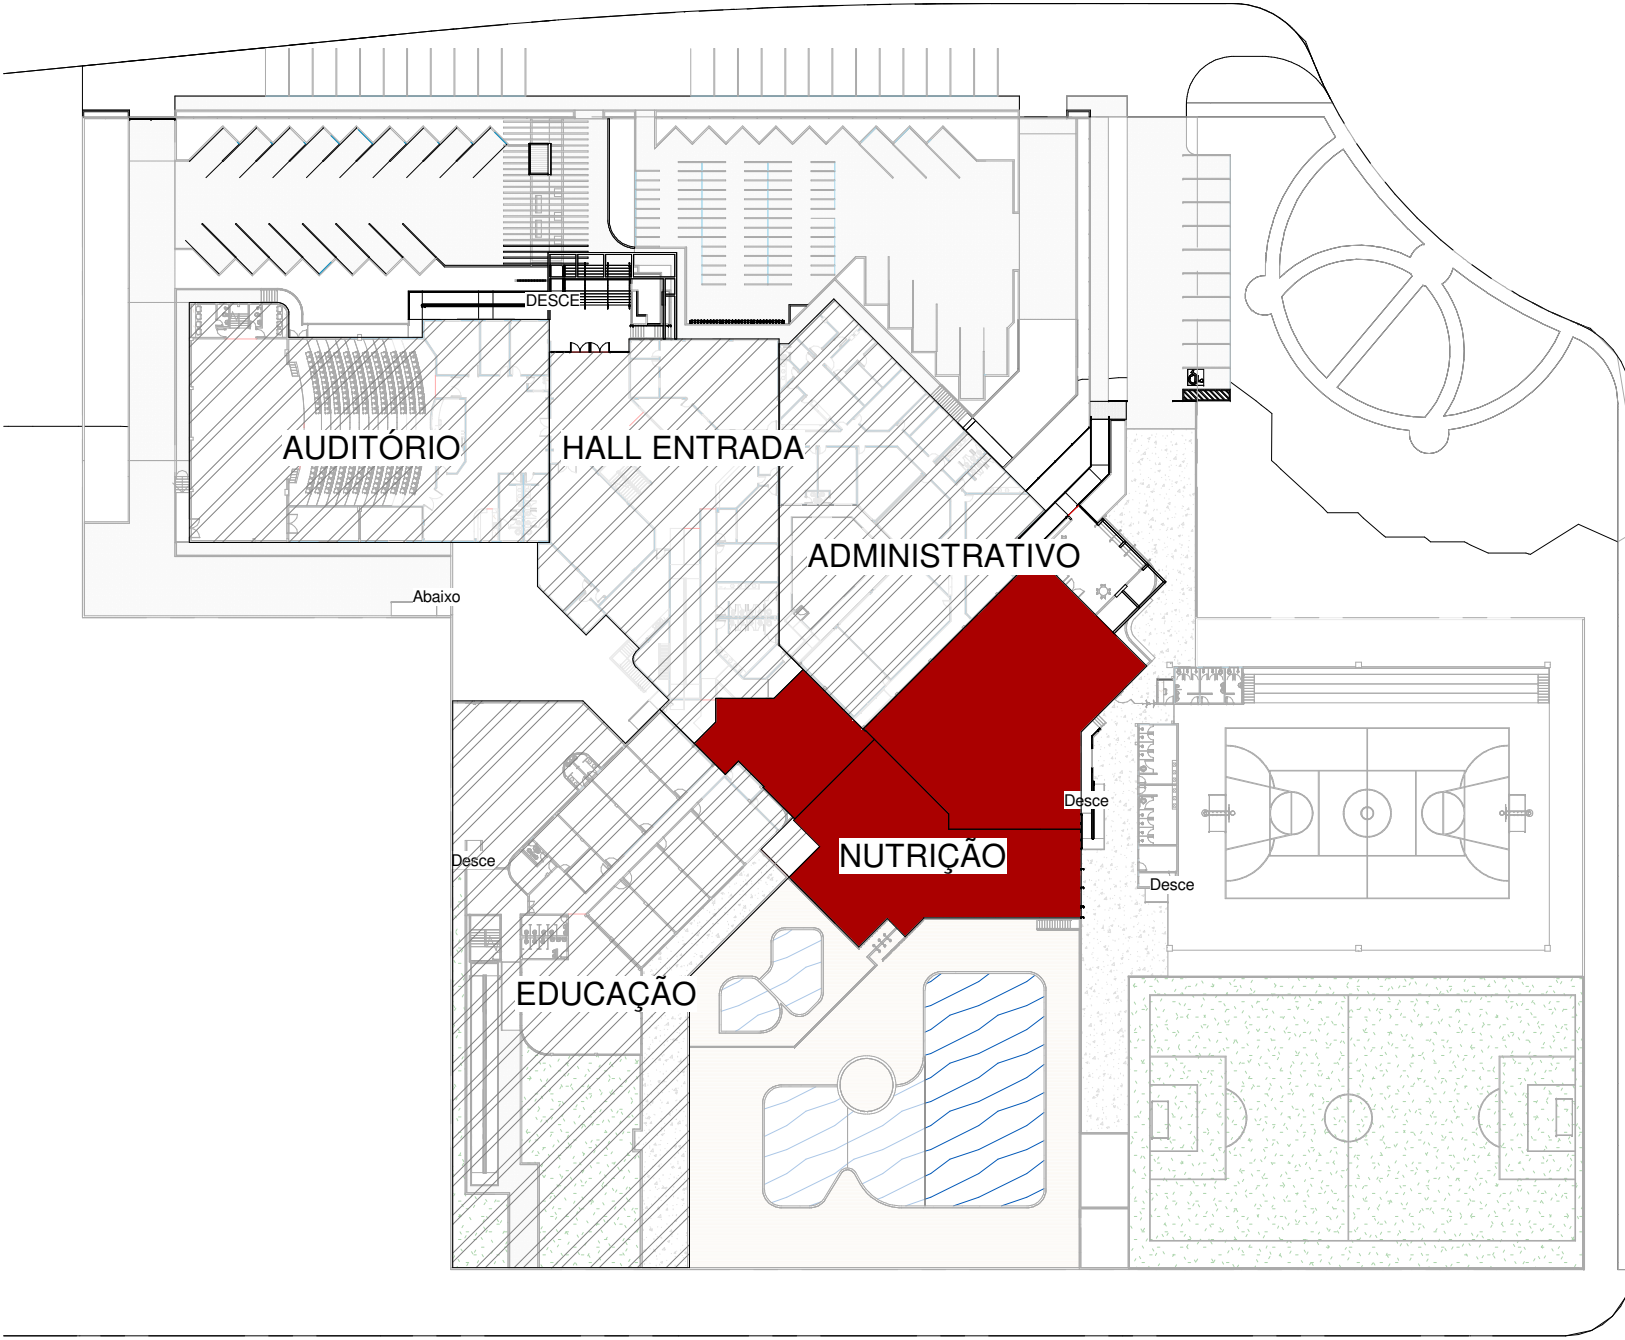 DESCE
AUDITÓRIO
HALL ENTRADA
ADMINISTRATIVO
Abaixo
Desce
NUTRIÇÃO
Desce
Desce
EDUCAÇÃO